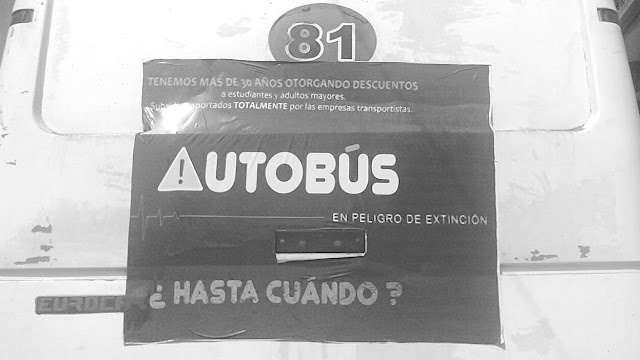 81
TENEMOS MÁS DE 30 AÑOS OTORGANDO DESCUENTOS
a estudiantes y adultos mayores.
soportados TOTALMENTE por las empresas transportistas.
AUTOBÚS
EN PELIGRO DE EXTINCIÓN
¿ HASTA CUÁNDO ?